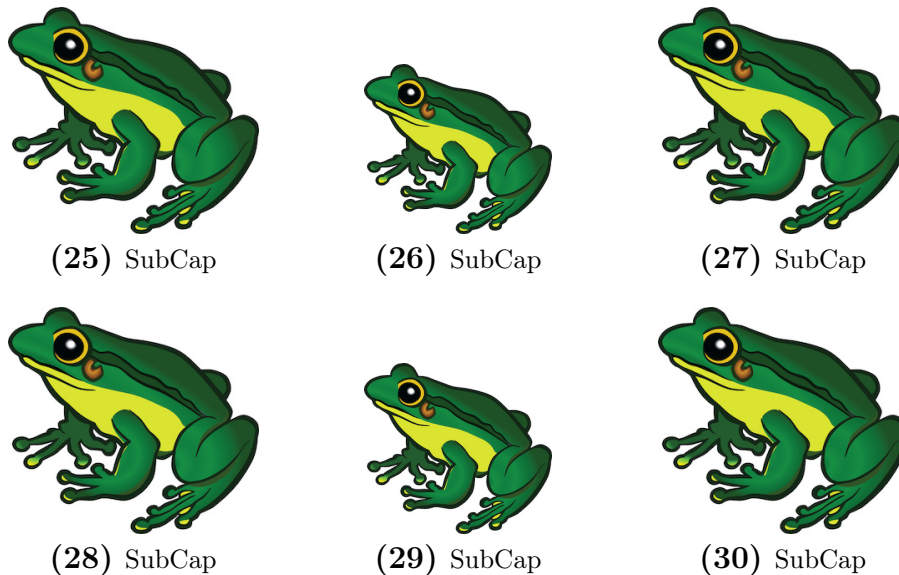 (25) SubCap
(26) SubCap
(27) SubCap
(28) SubCap
(29) SubCap
(30) SubCap